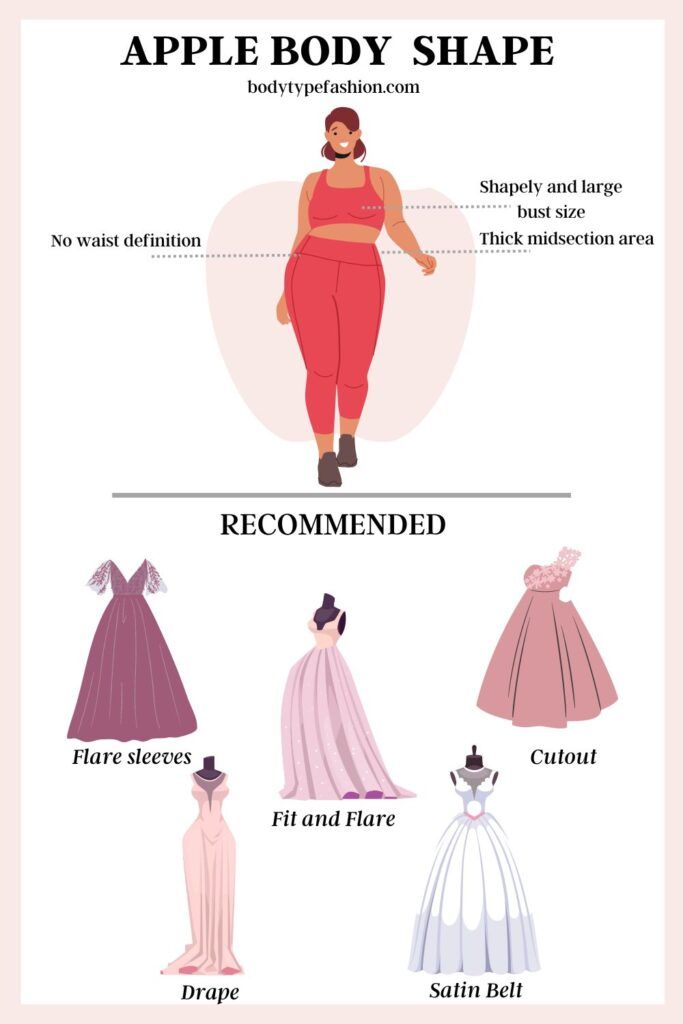 APPLE BODY SHAPE
bodytypefashion.com
Shapely and large
bust size
No waist definition
Thick midsection area
RECOMMENDED
Flare sleeves
Cutout
Fit and Flare
Drape
Satin Belt